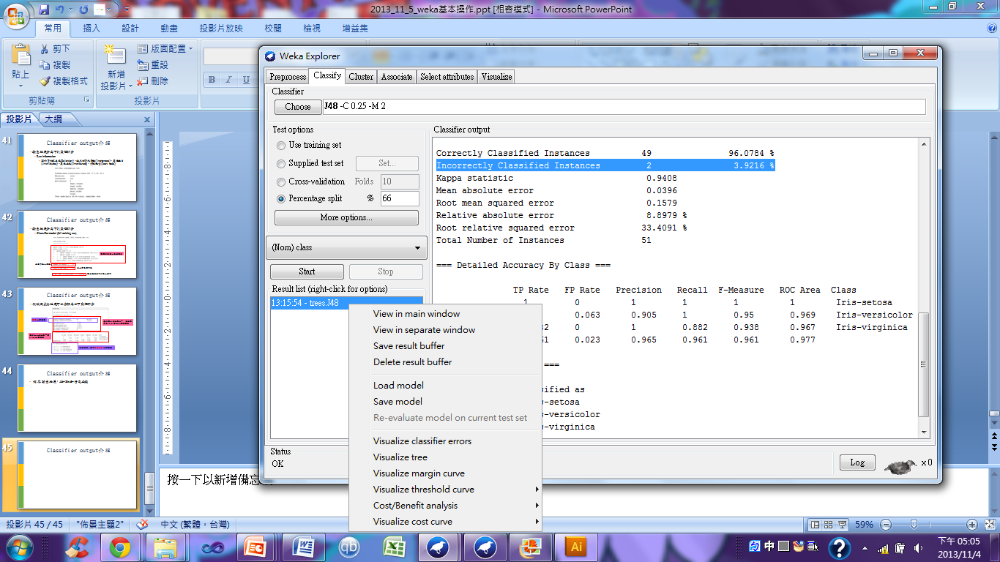 2013_11_5_weka基本操作.ppt [相容模式] - Microsoft PowerPoint
常用 插入 設計 動畫 投影片放映 校閱 檢視 增益集
貼上
剪下
複製
複製格式
剪貼簿
新增
投影片
版面配置
重設
刪除
投影片
B I U
投影片 大綱
41
Classifier output介紹
42
Classifier output介紹
43
Classifier output介紹
44
Classifier output介紹
45
Classifier output介紹
Weka Explorer
Preprocess Classify Cluster Associate Select attributes Visualize
Classifier
Choose J48 -C 0.25 -M 2
Test options
Use training set
Supplied test set Set...
Cross-validation Folds 10
Percentage split % 66
More options...
(Nom) class
Start Stop
Result list (right-click for options)
13:15:54 - trees.J48
Classifier output
Correctly Classified Instances 49 96.0784 %
Incorrectly Classified Instances 2 3.9216 %
Kappa statistic 0.9408
Mean absolute error 0.0396
Root mean squared error 0.1579
Relative absolute error 8.8979 %
Root relative squared error 33.4091 %
Total Number of Instances 51
=== Detailed Accuracy By Class ===
TP Rate FP Rate Precision Recall F-Measure ROC Area Class
1 0 1 1 1 1 Iris-setosa
0.063 0.905 1 0.95 0.969 Iris-versicolor
0 1 0.882 0.938 0.967 Iris-virginica
0.023 0.965 0.961 0.961 0.977
===
as
View in main window
View in separate window
Save result buffer
Delete result buffer
Load model
Save model
Re-evaluate model on current test set
Visualize classifier errors
Visualize tree
Visualize margin curve
Visualize threshold curve
Cost/Benefit analysis
Visualize cost curve
Status
OK
Log
x 0
按一下以新增備忘
投影片 45 / 45 "佈景主題2" 中文 (繁體，台灣) 59%
qb
Ai
中
下午 05:05
2013/11/4